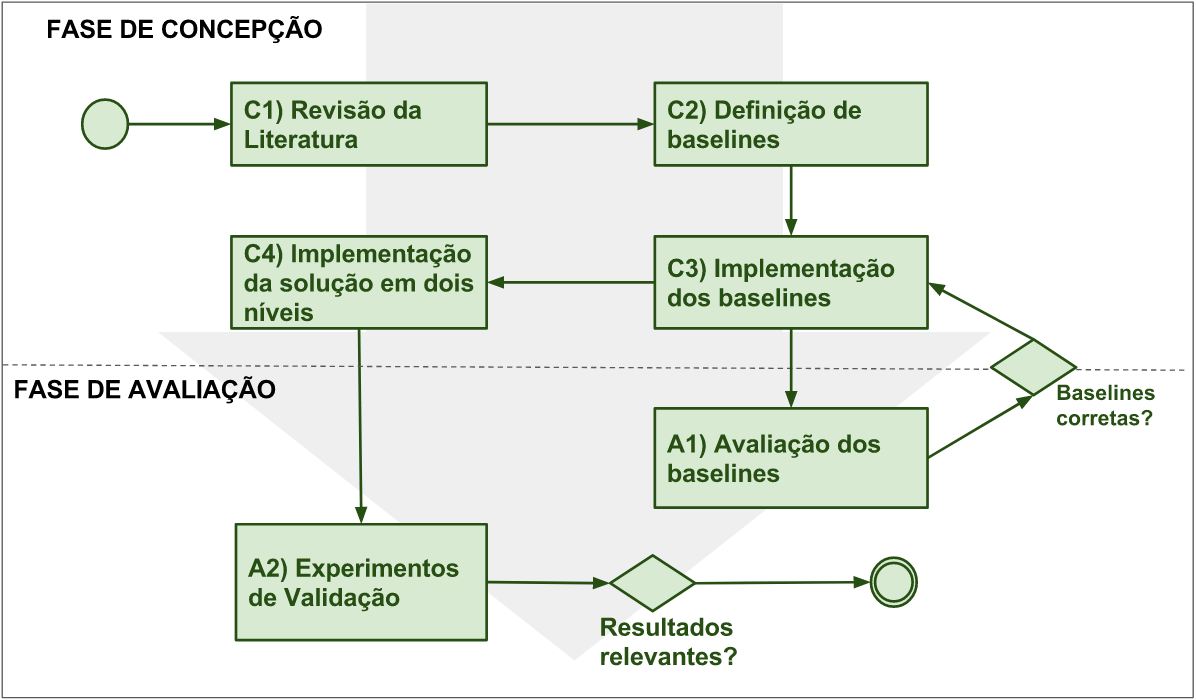 FASE DE CONCEPÇÃO
C1) Revisão da
Literatura
C2) Definição de
baselines
C4) Implementação
da solução em dois
níveis
C3) Implementação
dos baselines
FASE DE AVALIAÇÃO
Baselines
corretas?
A1) Avaliação dos
baselines
A2) Experimentos
de Validação
Resultados
relevantes?